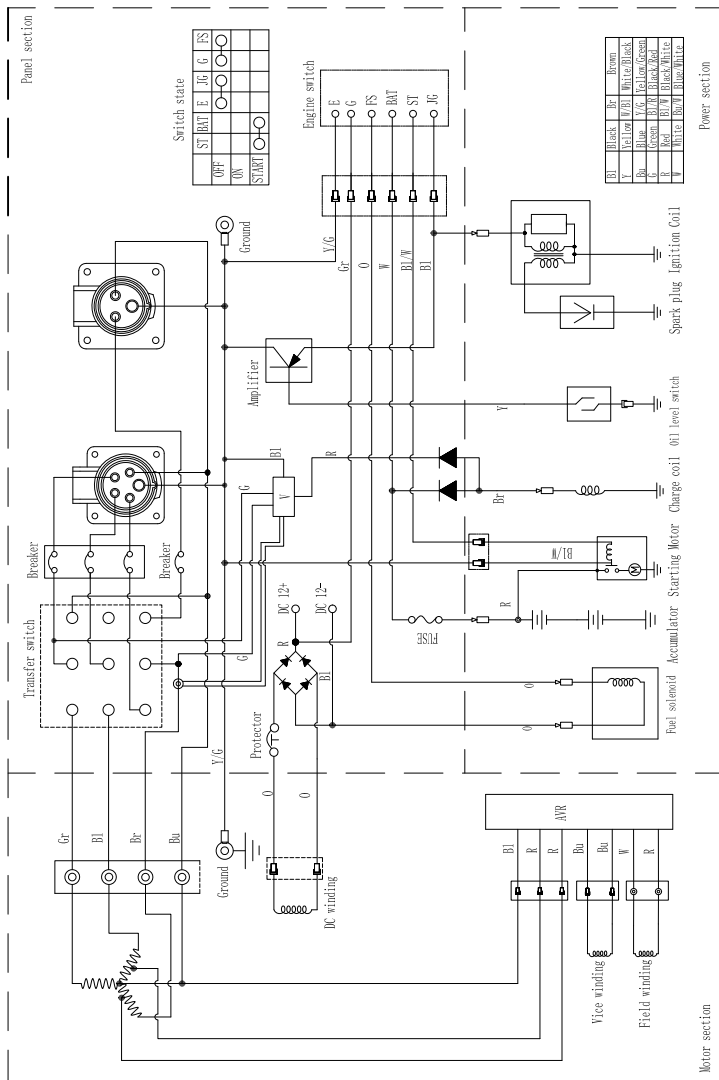 Panel section
Switch state
ST BAT E JG G FS
OFF
ON
START
Engine switch
E
G
FS
BAT
ST
JG
Bl Black Br Brown
Y Yellow W/Bl White/Black
Bu Blue Y/G Yellow/Green
G Green Bl/R Black/Red
R Red Bl/W Black/White
W White Bu/W Blue/White
Power section
Ground
Y/G
Gr
O
W
Bl/W
Bl
Amplifier
Spark plug
Ignition Coil
Y
Oil level switch
Bl
R
G
V
Br
Charge coil
Breaker
Breaker
G
DC 12+
DC 12-
R
Bl
Bl/W
Starting Motor
M
R
FUSE
Accumulator
Transfer switch
Protector
O
O
Fuel solenoid
Y/G
O
O
Gr
Bl
Br
Bu
Ground
DC winding
AVR
Bl
R
R
Bu
Bu
W
R
Vice winding
Field winding
Motor section